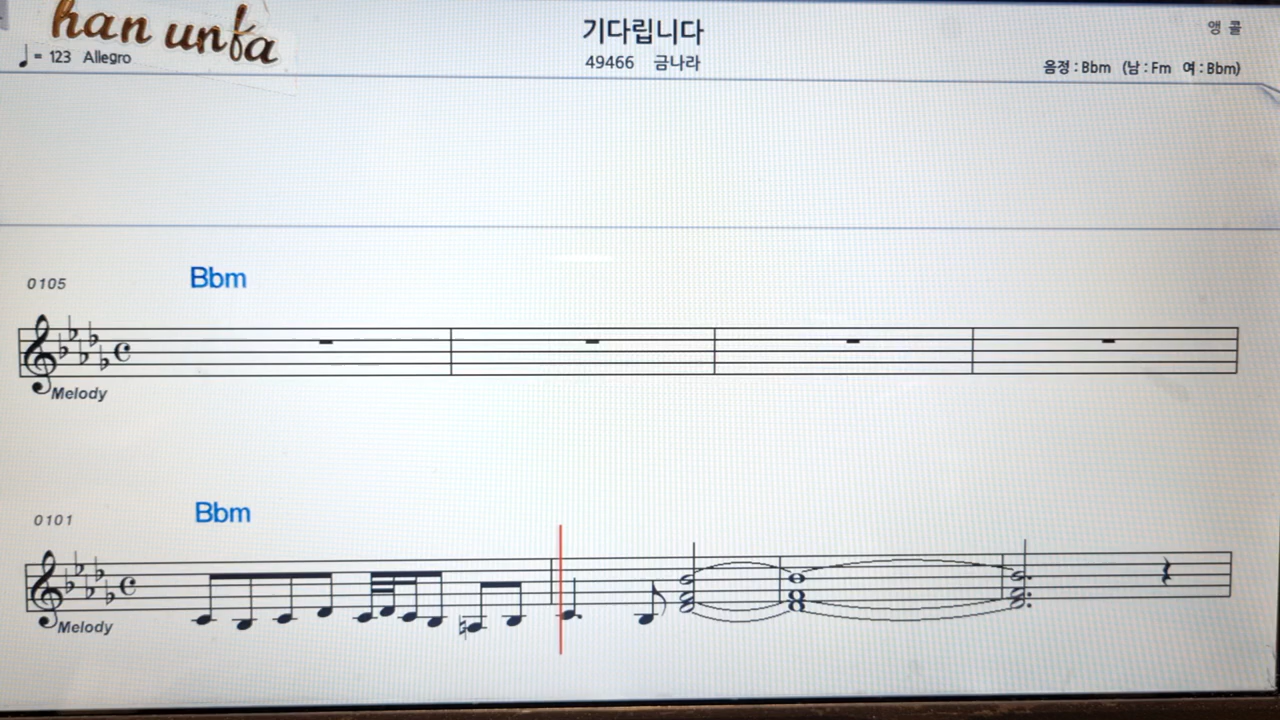 han unfa
기다립니다
앵 콜
♩ = 123 Allegro
49466 금나라
음정 : Bbm (남 : Fm 여 : Bbm)
0105
Bbm
Melody
0101
Bbm
Melody